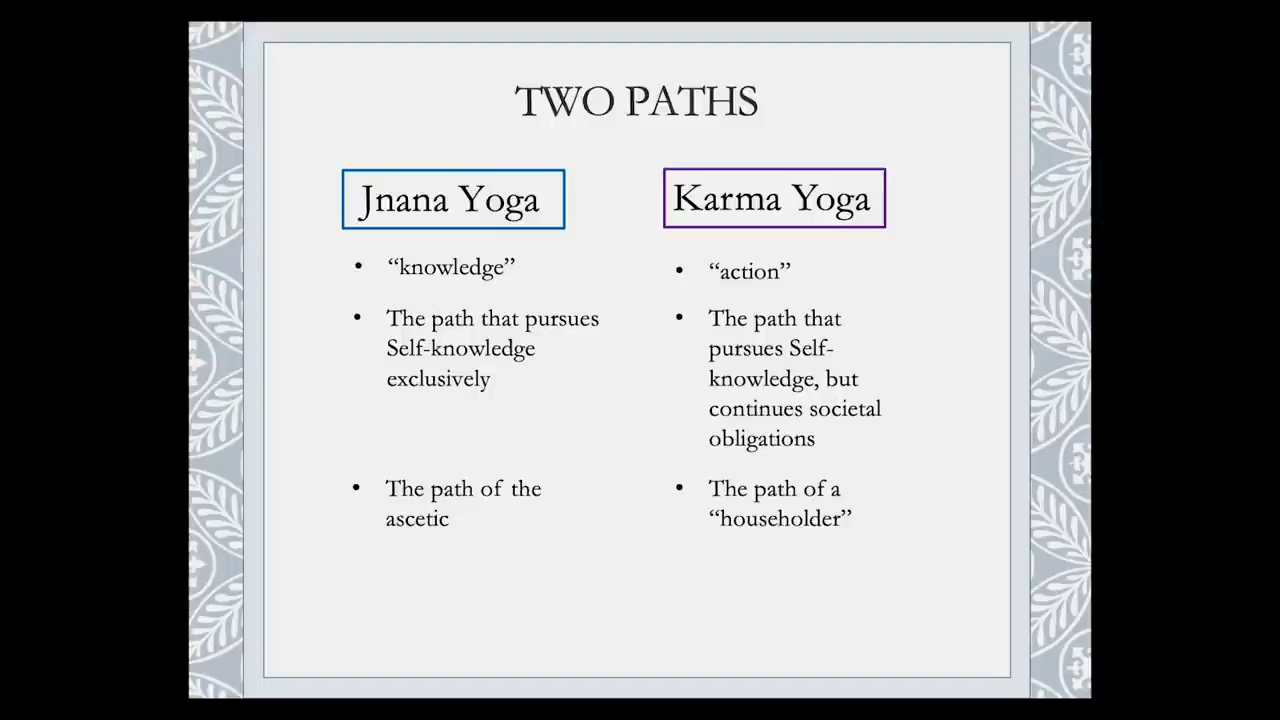 TWO PATHS
Jnana Yoga
• “knowledge”
• The path that pursues
Self-knowledge
exclusively
• The path of the
ascetic
Karma Yoga
• “action”
• The path that
pursues Self-
knowledge, but
continues societal
obligations
• The path of a
“householder”